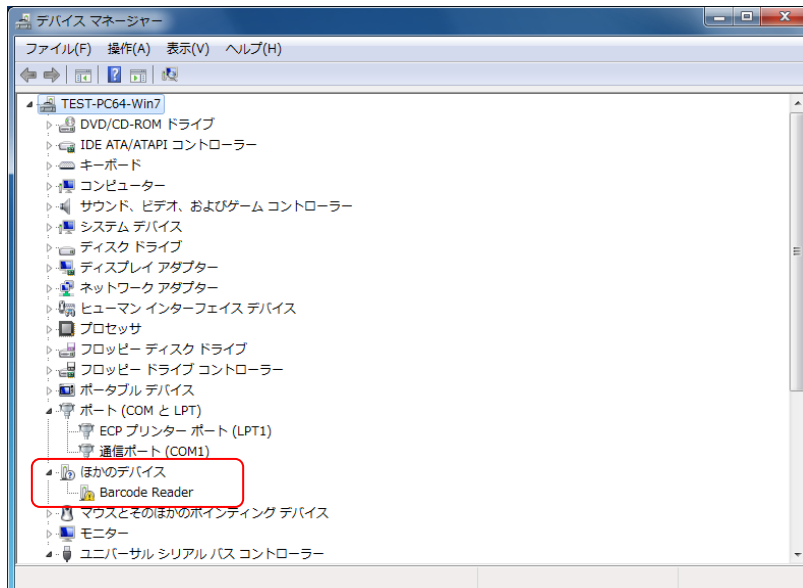 デバイス マネージャー
ファイル(F) 操作(A) 表示(V) ヘルプ(H)
TEST-PC64-Win7
DVD/CD-ROM ドライブ
IDE ATA/ATAPI コントローラー
キーボード
コンピューター
サウンド、ビデオ、およびゲーム コントローラー
システム デバイス
ディスク ドライブ
ディスプレイ アダプター
ネットワーク アダプター
ヒューマン インターフェイス デバイス
プロセッサ
フロッピー ディスク ドライブ
フロッピー ドライブ コントローラー
ポータブル デバイス
ポート (COM と LPT)
ECP プリンター ポート (LPT1)
通信ポート (COM1)
ほかのデバイス
Barcode Reader
マウスとそのほかのポインティング デバイス
モニター
ユニバーサル シリアル バス コントローラー